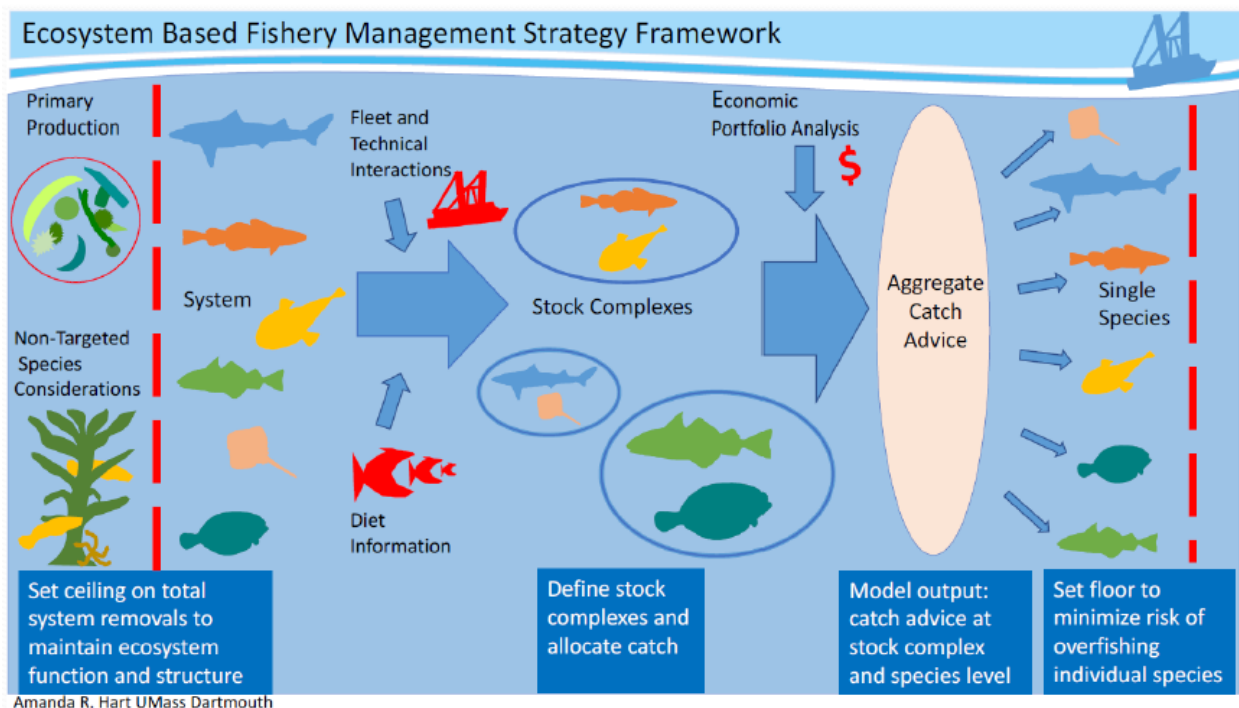 Ecosystem Based Fishery Management Strategy Framework
Primary
Production
Non-Targeted
Species
Considerations
System
Fleet and
Technical
Interactions
Diet
Information
Stock Complexes
Economic
Portfolio Analysis
$
Aggregate
Catch
Advice
Single
Species
Set ceiling on total
system removals to
maintain ecosystem
function and structure
Define stock
complexes and
allocate catch
Model output:
catch advice at
stock complex
and species level
Set floor to
minimize risk of
overfishing
individual species
Amanda R. Hart UMass Dartmouth